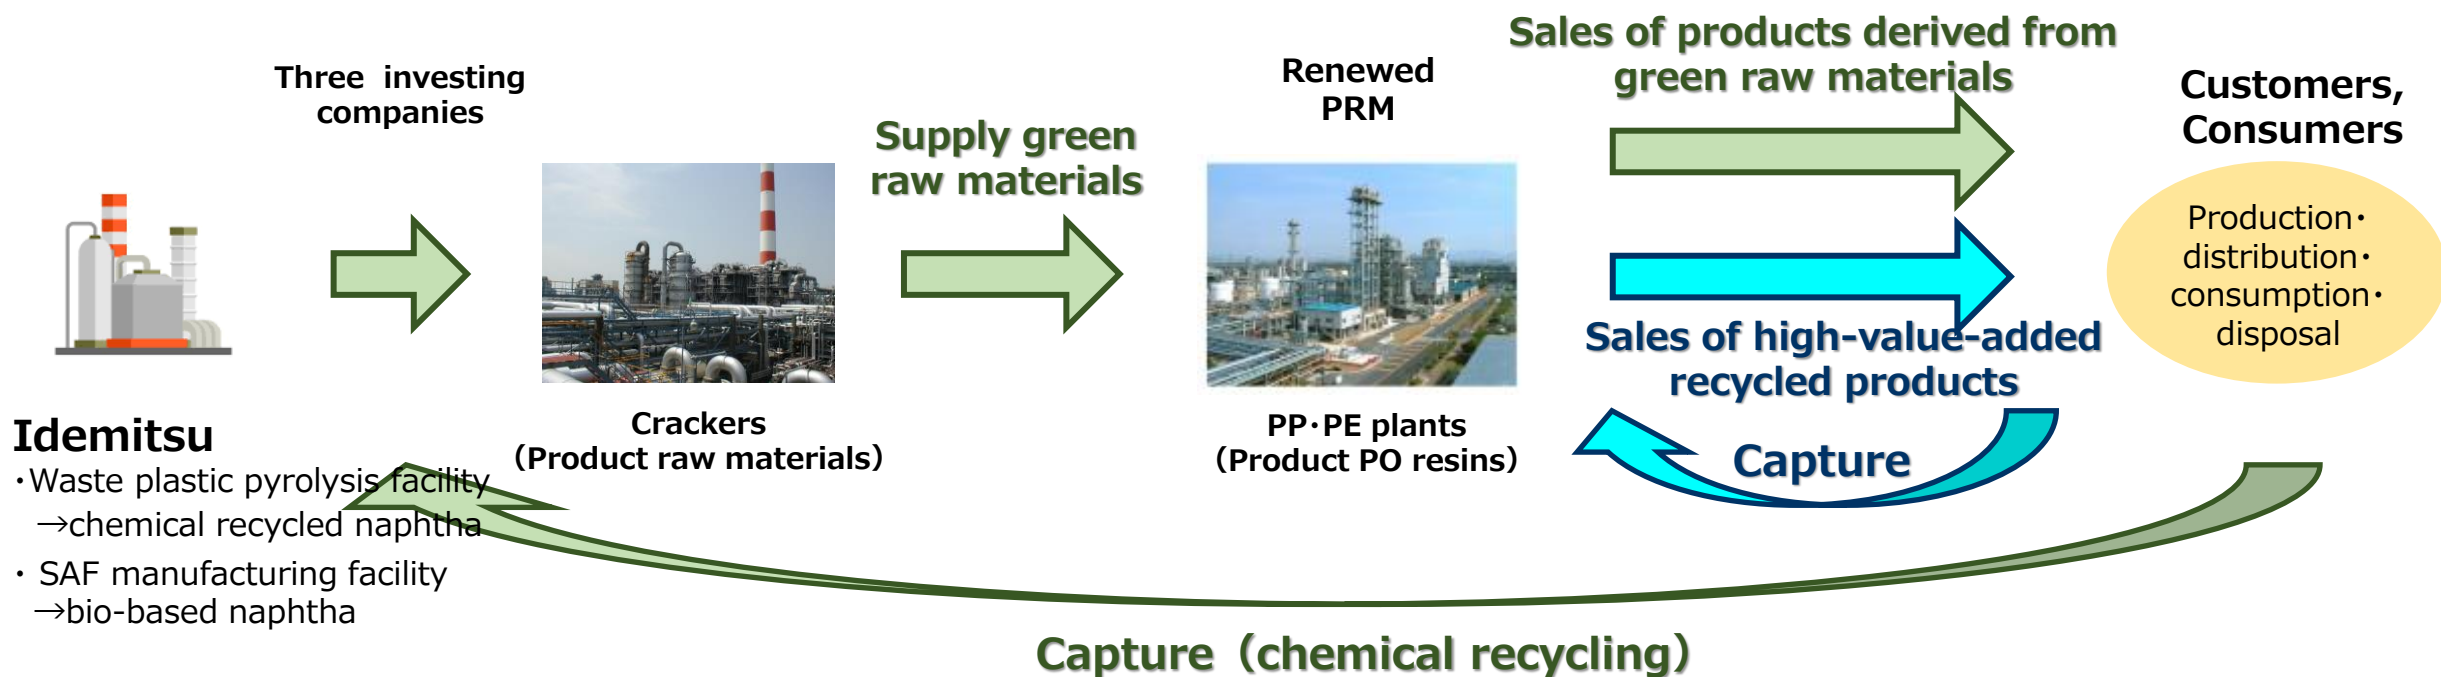 Three investing
companies
Supply green
raw materials
Renewed
PRM
Sales of products derived from
green raw materials
Customers,
Consumers
Production･
distribution･
consumption･
disposal
Sales of high-value-added
recycled products
Capture
Idemitsu
･Waste plastic pyrolysis facility
→chemical recycled naphtha
･ SAF manufacturing facility
→bio-based naphtha
Crackers
（Product raw materials）
PP･PE plants
（Product PO resins）
Capture（chemical recycling）